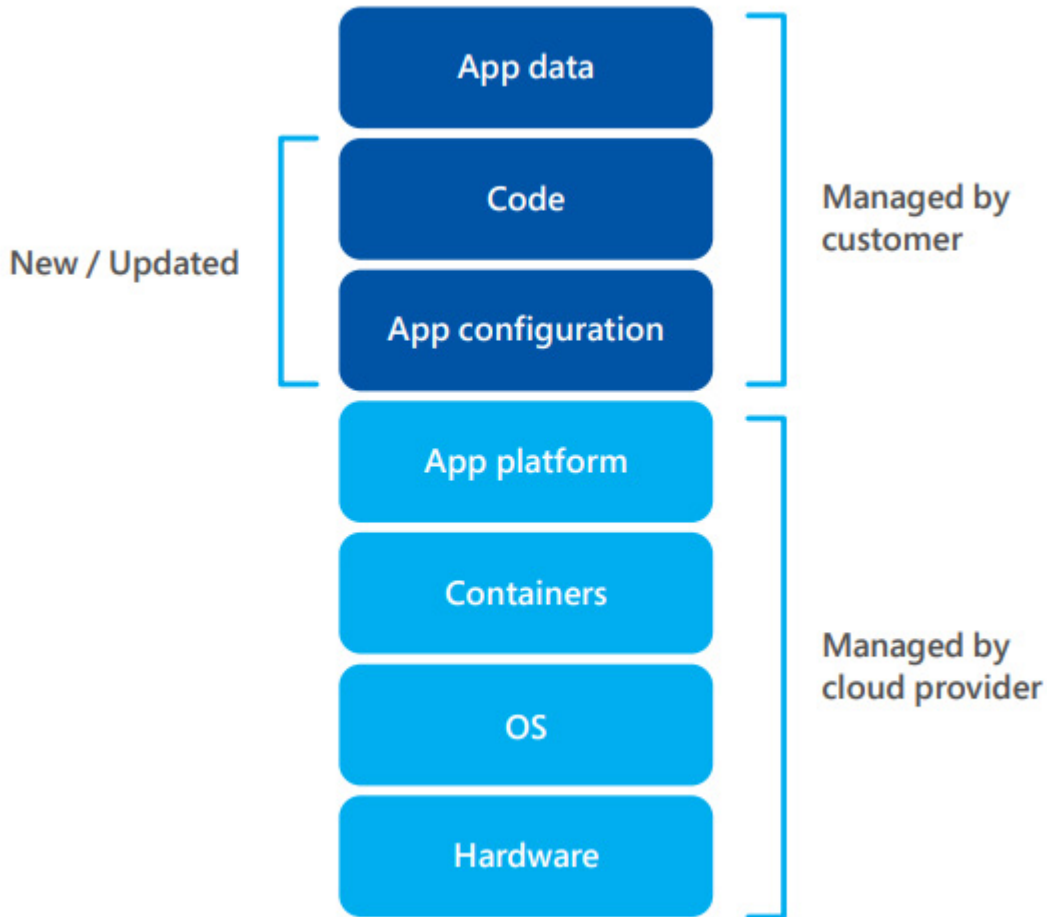 App data
Code
Managed by
customer
New / Updated
App configuration
App platform
Containers
Managed by
cloud provider
OS
Hardware